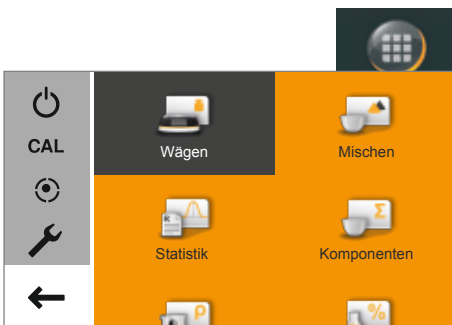 CAL
Wägen
Mischen
Σ
Statistik
Komponenten
ρ
%